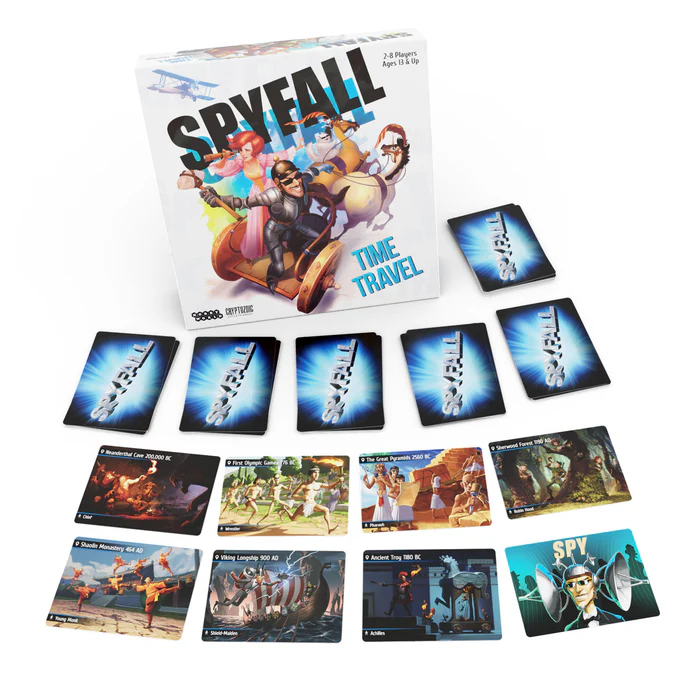 2-8 Players
Ages 13 & Up
SPYFALL
TIME
TRAVEL
CRYPTOZOIC
SPYFALL
SPYFALL
SPYFALL
SPYFALL
SPYFALL
SPYFALL
Neanderthal Cave 200,000 BC
Chief
First Olympic Games 776 BC
Wrestler
The Great Pyramids 2560 BC
Pharaoh
Sherwood Forest 1190 AD
Robin Hood
Shaolin Monastery 464 AD
Young Monk
Viking Longship 900 AD
Shield-Maiden
Ancient Troy 1180 BC
Achilles
SPY